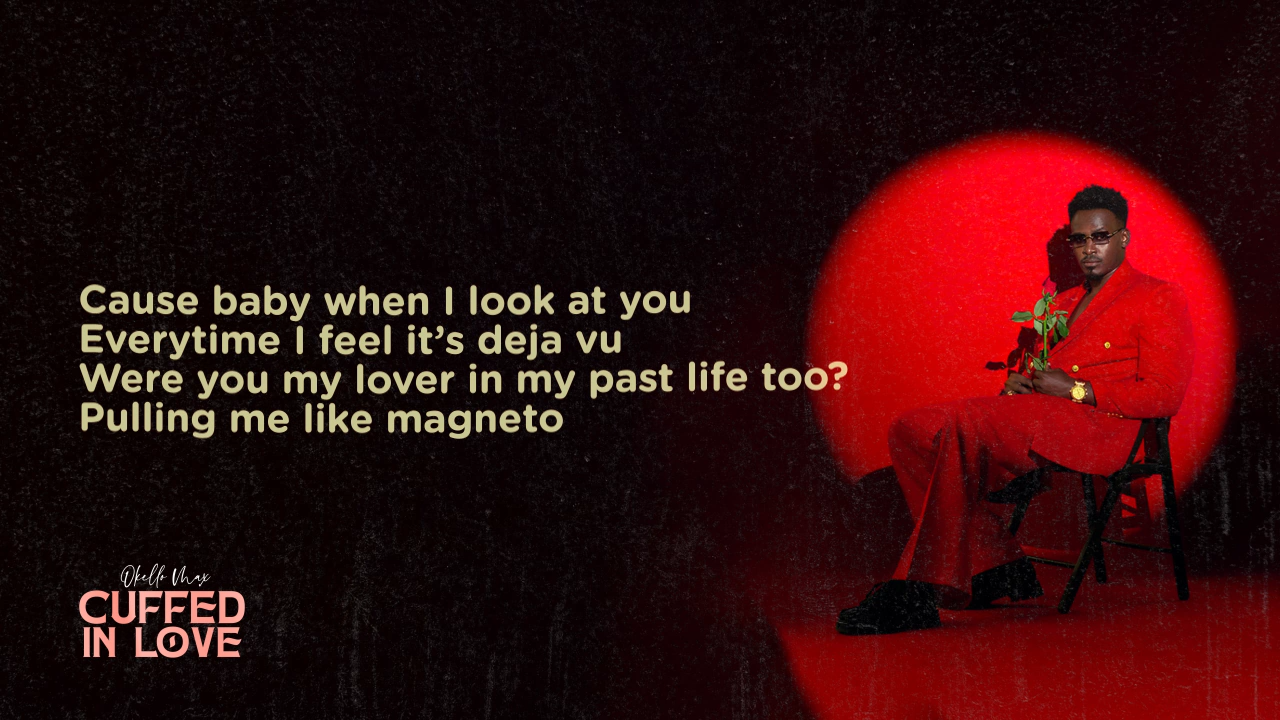 Cause baby when I look at you
Everytime I feel it’s deja vu
Were you my lover in my past life too?
Pulling me like magneto
Okello Max
CUFFED
IN LOVE